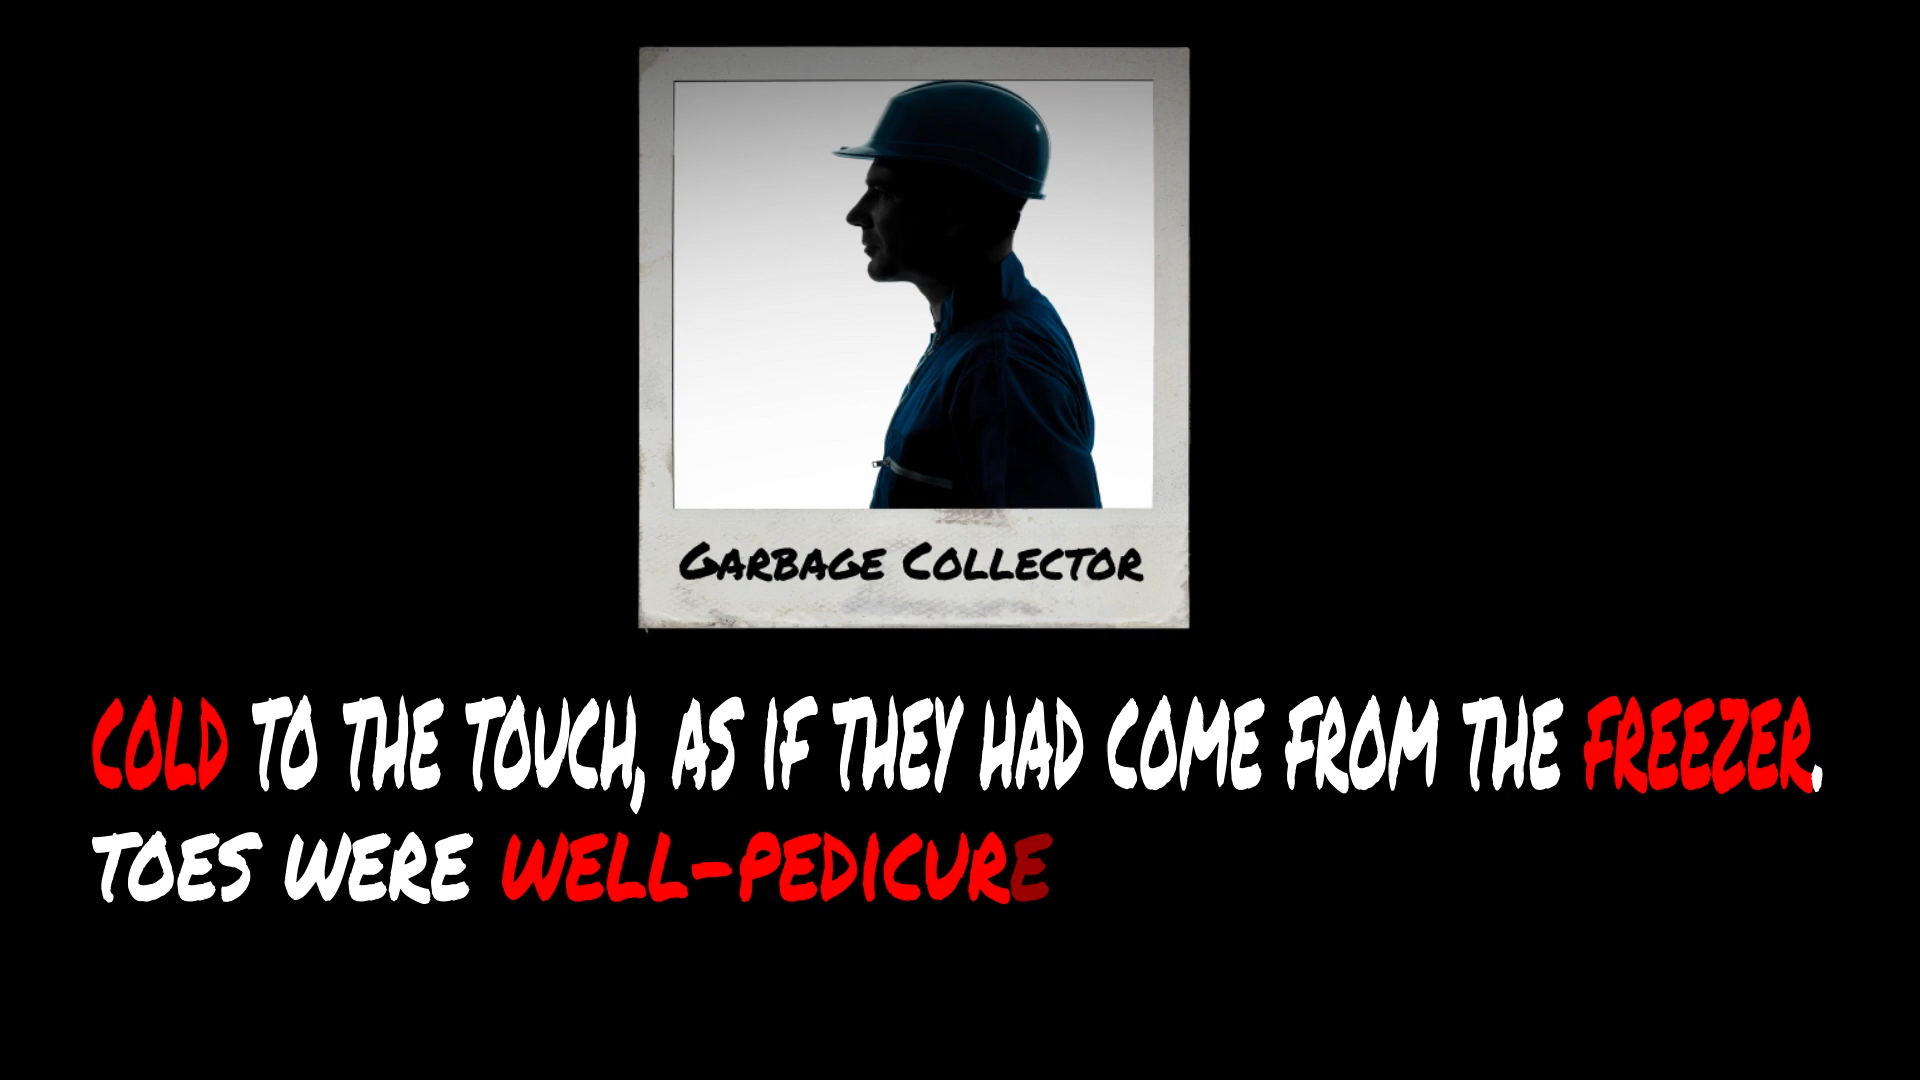 Garbage Collector
COLD TO THE TOUCH, AS IF THEY HAD COME FROM THE FREEZER.
TOES WERE WELL-PEDICURE